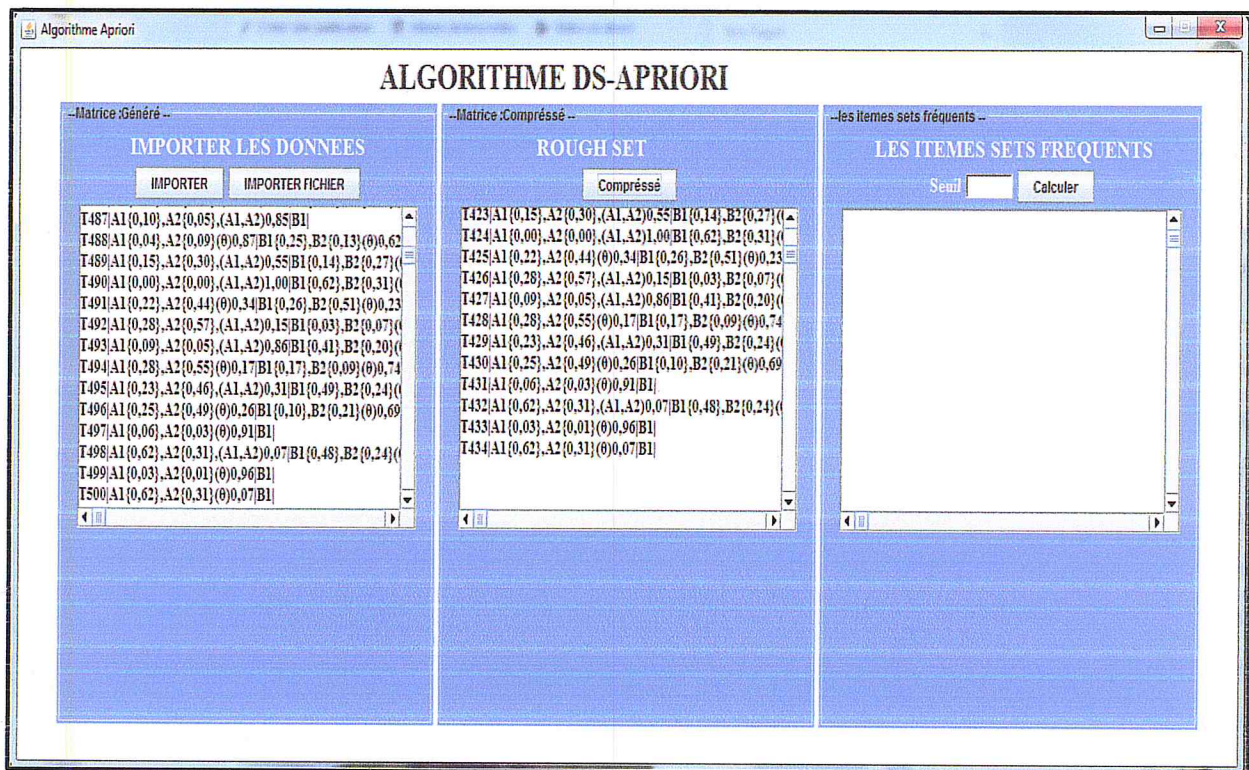 Algorithme Apriori
ALGORITHME DS-APRIORI
--Matrice :Généré --
IMPORTER LES DONNEES
IMPORTER
IMPORTER FICHIER
T487|A1{0,10},A2{0,05},(A1,A2)0,85|B1|
T488|A1{0,04},A2{0,09}(θ)0,87|B1{0,25},B2{0,13}(θ)0,62
T489|A1{0,15},A2{0,30},(A1,A2)0,55|B1{0,14},B2{0,27}(
T490|A1{0,00},A2{0,00},(A1,A2)1,00|B1{0,62},B2{0,31}(
T491|A1{0,22},A2{0,44}(θ)0,34|B1{0,26},B2{0,51}(θ)0,23
T492|A1{0,28},A2{0,57},(A1,A2)0,15|B1{0,03},B2{0,07}(
T493|A1{0,09},A2{0,05},(A1,A2)0,86|B1{0,41},B2{0,20}(
T494|A1{0,28},A2{0,55}(θ)0,17|B1{0,17},B2{0,09}(θ)0,74
T495|A1{0,23},A2{0,46},(A1,A2)0,31|B1{0,49},B2{0,24}(
T496|A1{0,25},A2{0,49}(θ)0,26|B1{0,10},B2{0,21}(θ)0,69
T497|A1{0,06},A2{0,03}(θ)0,91|B1|
T498|A1{0,62},A2{0,31},(A1,A2)0,07|B1{0,48},B2{0,24}(
T499|A1{0,03},A2{0,01}(θ)0,96|B1|
T500|A1{0,62},A2{0,31}(θ)0,07|B1|
--Matrice :Compréssé --
ROUGH SET
Compréssé
T423|A1{0,15},A2{0,30},(A1,A2)0,55|B1{0,14},B2{0,27}(
T424|A1{0,00},A2{0,00},(A1,A2)1,00|B1{0,62},B2{0,31}(
T425|A1{0,22},A2{0,44}(θ)0,34|B1{0,26},B2{0,51}(θ)0,23
T426|A1{0,28},A2{0,57},(A1,A2)0,15|B1{0,03},B2{0,07}(
T427|A1{0,09},A2{0,05},(A1,A2)0,86|B1{0,41},B2{0,20}(
T428|A1{0,28},A2{0,55}(θ)0,17|B1{0,17},B2{0,09}(θ)0,74
T429|A1{0,23},A2{0,46},(A1,A2)0,31|B1{0,49},B2{0,24}(
T430|A1{0,25},A2{0,49}(θ)0,26|B1{0,10},B2{0,21}(θ)0,69
T431|A1{0,06},A2{0,03}(θ)0,91|B1|
T432|A1{0,62},A2{0,31},(A1,A2)0,07|B1{0,48},B2{0,24}(
T433|A1{0,03},A2{0,01}(θ)0,96|B1|
T434|A1{0,62},A2{0,31}(θ)0,07|B1|
--les itemes sets fréquents --
LES ITEMES SETS FREQUENTS
Seuil
Calculer